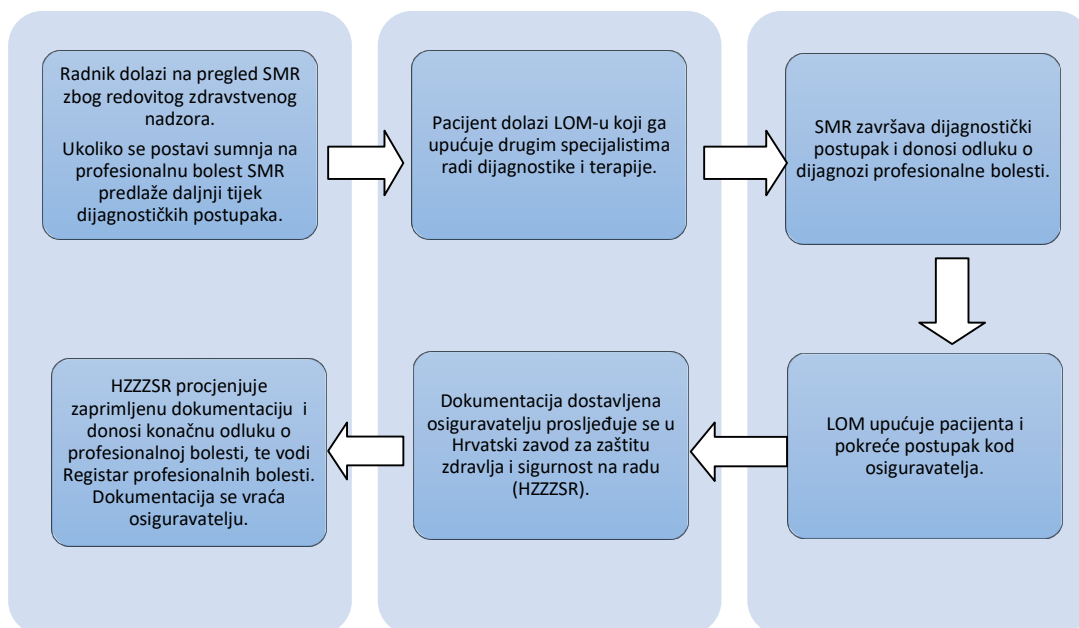 Radnik dolazi na pregled SMR
zbog redovitog zdravstvenog
nadzora.
Ukoliko se postavi sumnja na
profesionalnu bolest SMR
predlaže daljnji tijek
dijagnostičkih postupaka.
Pacijent dolazi LOM-u koji ga
upućuje drugim specijalistima
radi dijagnostike i terapije.
SMR završava dijagnostički
postupak i donosi odluku o
dijagnozi profesionalne bolesti.
LOM upućuje pacijenta i
pokreće postupak kod
osiguravatelja.
Dokumentacija dostavljena
osiguravatelju prosljeđuje se u
Hrvatski zavod za zaštitu
zdravlja i sigurnost na radu
(HZZZSR).
HZZZSR procjenjuje
zaprimljenu dokumentaciju i
donosi konačnu odluku o
profesionalnoj bolesti, te vodi
Registar profesionalnih bolesti.
Dokumentacija se vraća
osiguravatelju.